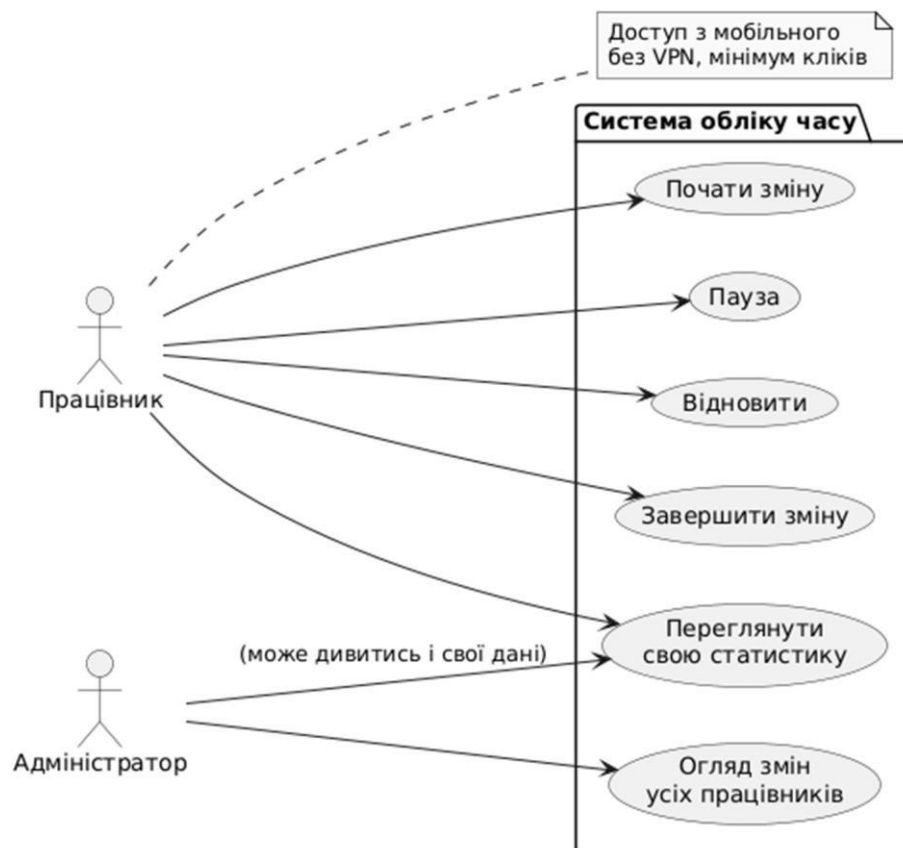 Доступ з мобільного
без VPN, мінімум кліків
Система обліку часу
Почати зміну
Пауза
Працівник
Відновити
Завершити зміну
Переглянути
свою статистику
(може дивитись і свої дані)
Адміністратор
Огляд змін
усіх працівників